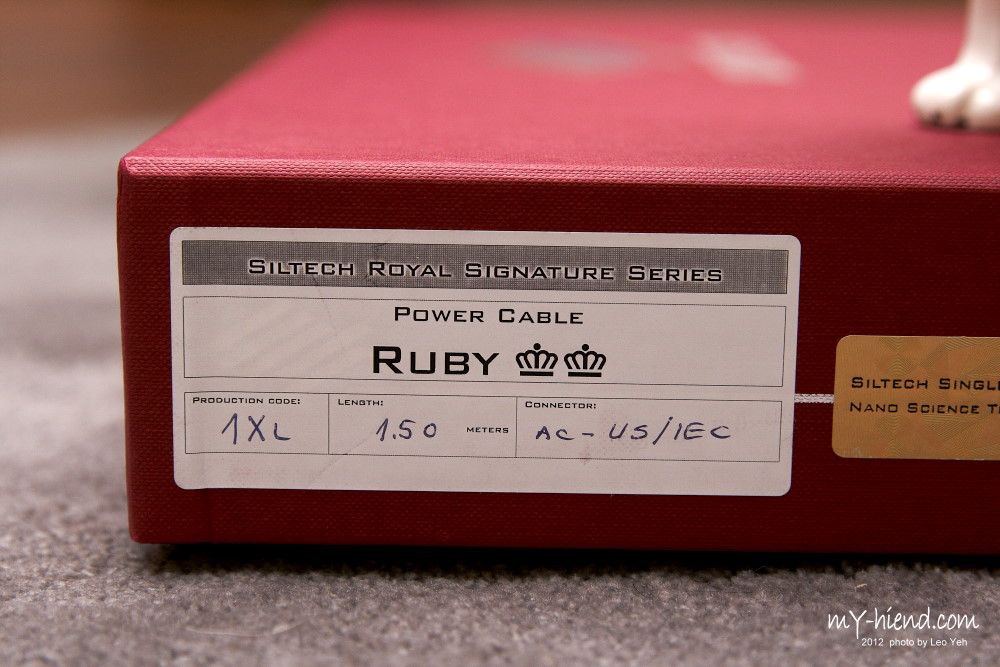 SILTECH ROYAL SIGNATURE SERIES
POWER CABLE
RUBY
PRODUCTION CODE:
1XL
LENGTH:
1.50 METERS
CONNECTOR:
AC - US/IEC
SILTECH SINGL
NANO SCIENCE T
mY-hiend.com
2012 photo by Leo Yeh